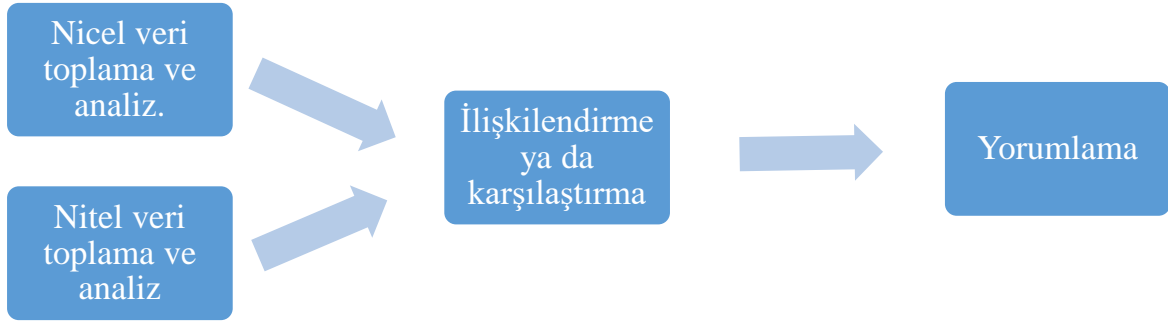 Nicel veri
toplama ve
analiz.
Nitel veri
toplama ve
analiz
İlişkilendirme
ya da
karşılaştırma
Yorumlama